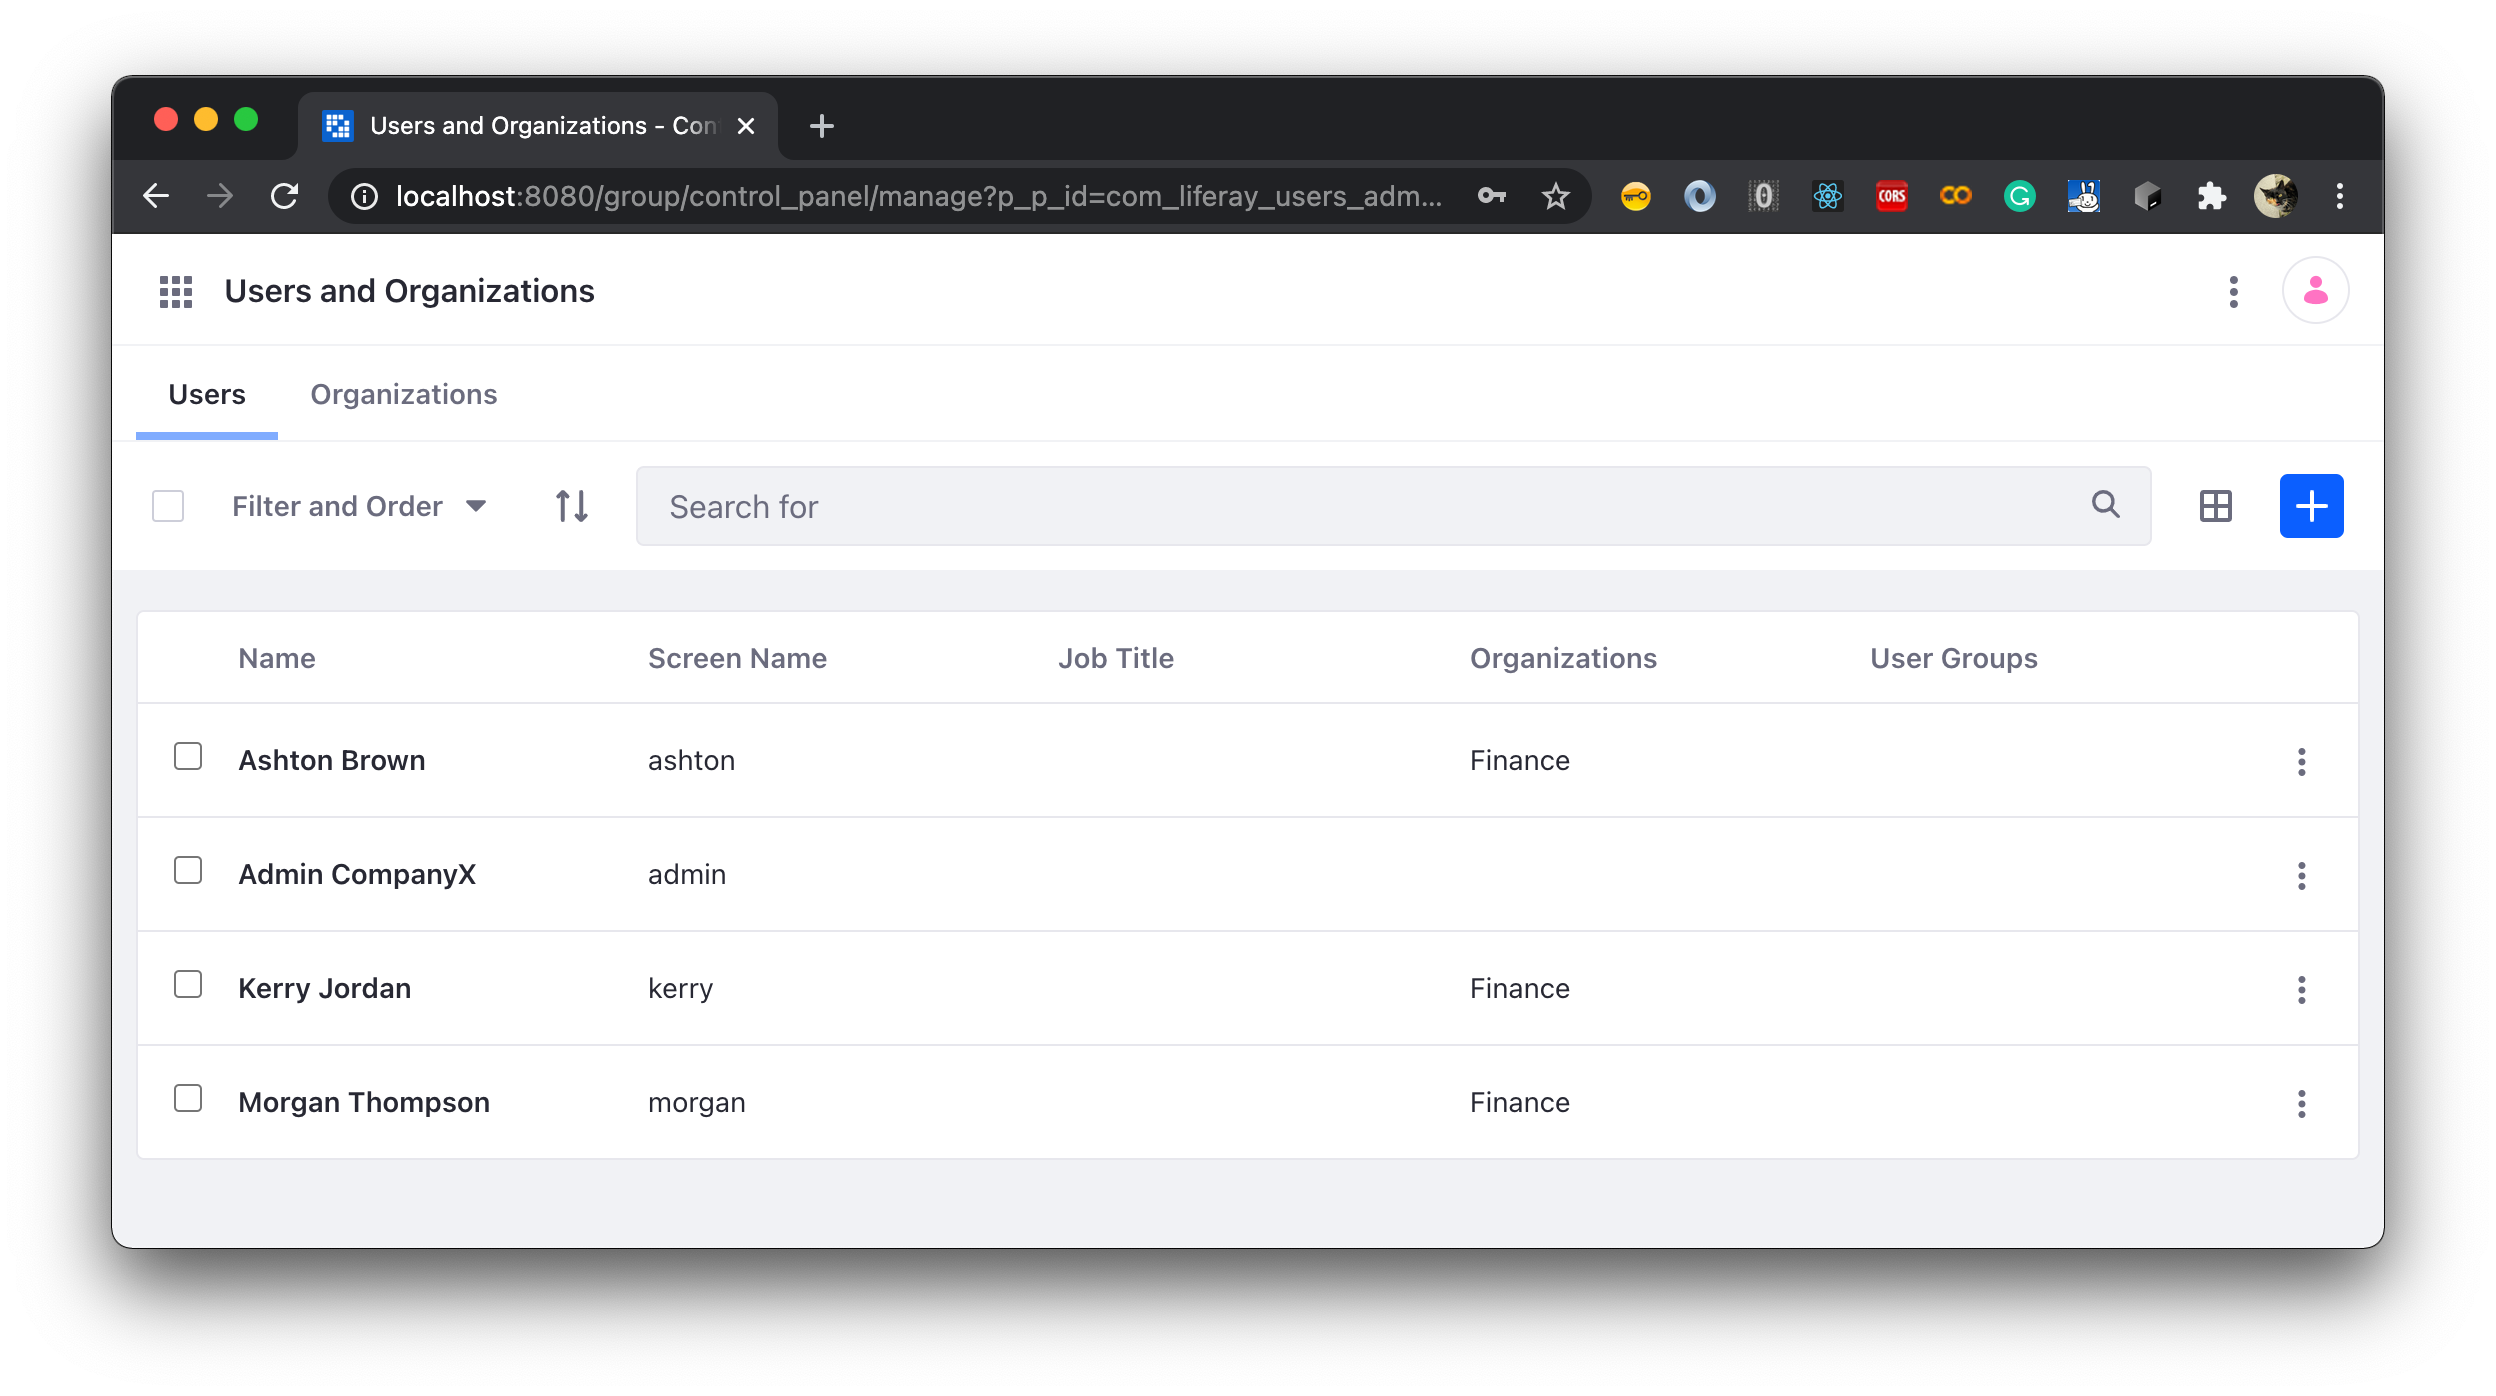 Users and Organizations - Con
localhost:8080/group/control_panel/manage?p_p_id=com_liferay_users_adm...
CORS
Users and Organizations
Users Organizations
Filter and Order Search for
Name Screen Name Job Title Organizations User Groups
Ashton Brown ashton Finance
Admin CompanyX admin
Kerry Jordan kerry Finance
Morgan Thompson morgan Finance